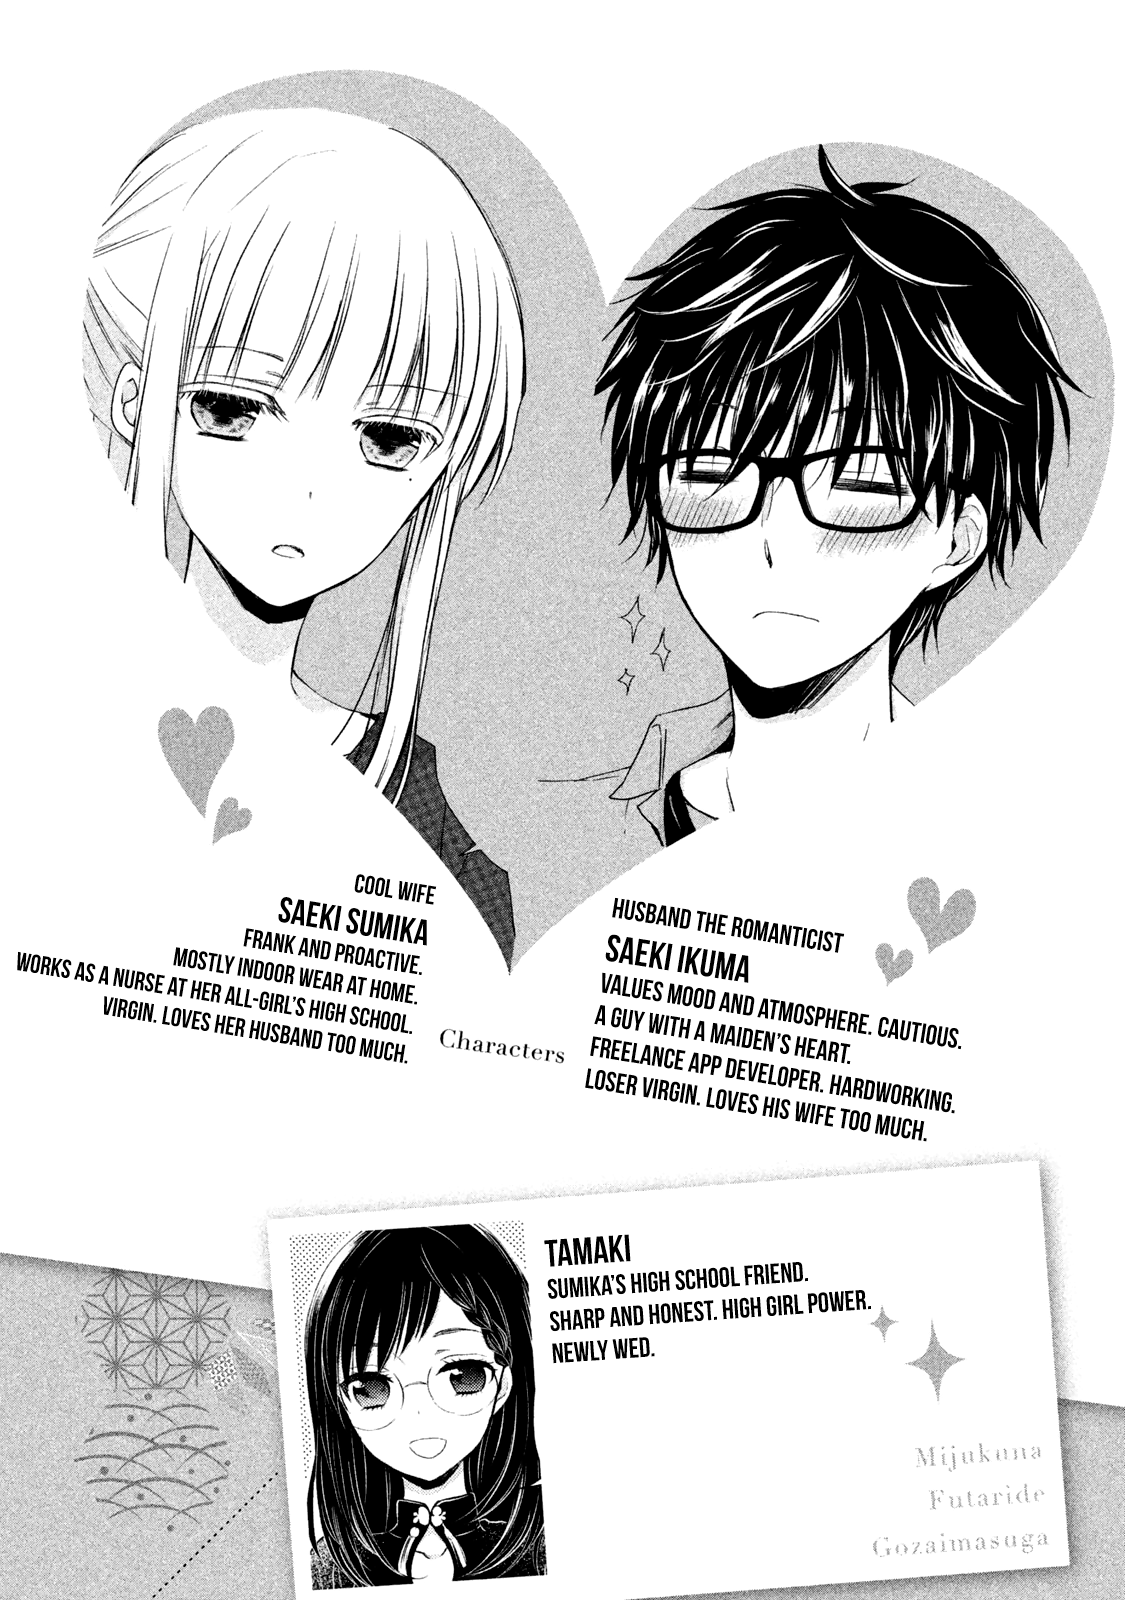 COOL WIFE
SAEKI SUMIKA
FRANK AND PROACTIVE.
MOSTLY INDOOR WEAR AT HOME.
WORKS AS A NURSE AT HER ALL-GIRL'S HIGH SCHOOL.
VIRGIN. LOVES HER HUSBAND TOO MUCH.
HUSBAND THE ROMANTICIST
SAEKI IKUMA
VALUES MOOD AND ATMOSPHERE. CAUTIOUS.
A GUY WITH A MAIDEN'S HEART.
FREELANCE APP DEVELOPER. HARDWORKING.
LOSER VIRGIN. LOVES HIS WIFE TOO MUCH.
Characters
TAMAKI
SUMIKA'S HIGH SCHOOL FRIEND.
SHARP AND HONEST. HIGH GIRL POWER.
NEWLY WED.
Mijukuna
Futaride
Gozaimasuga